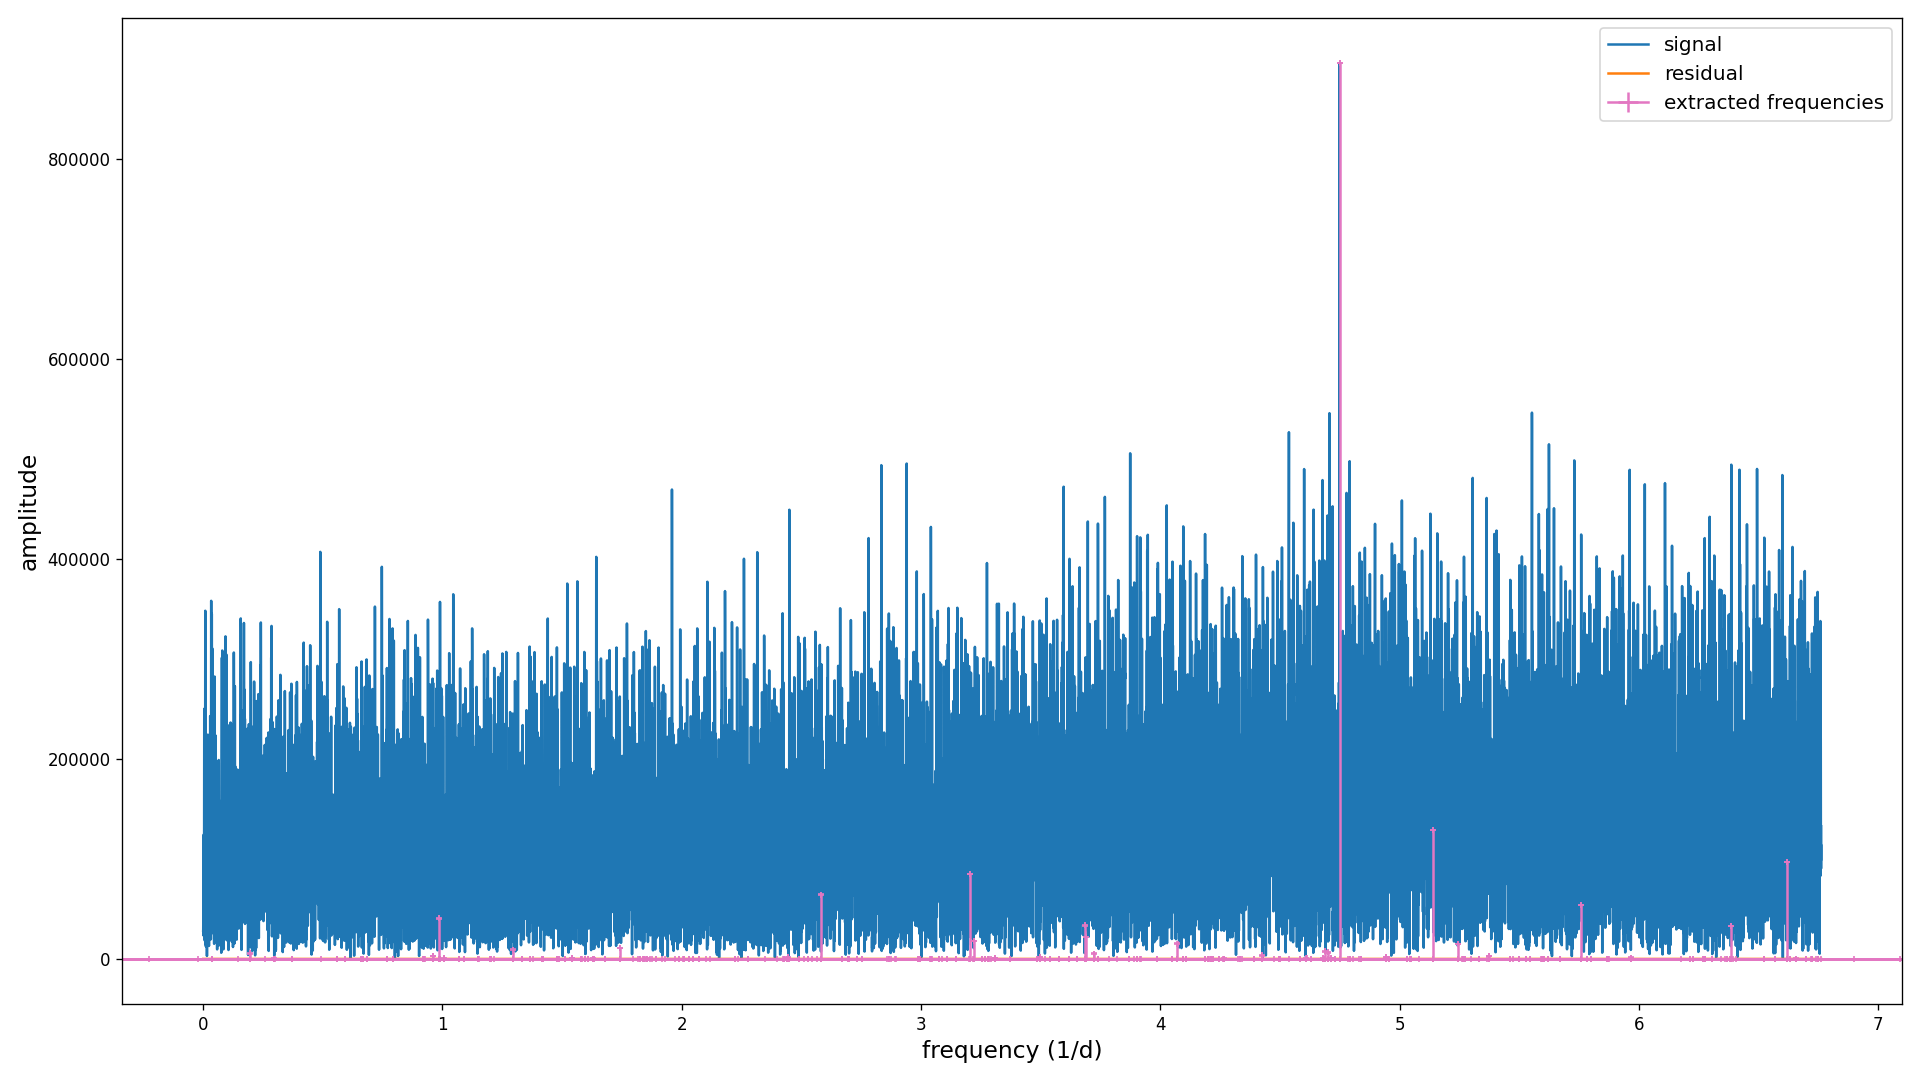 signal
residual
extracted frequencies
800000
600000
400000
200000
0
amplitude
0 1 2 3 4 5 6 7
frequency (1/d)